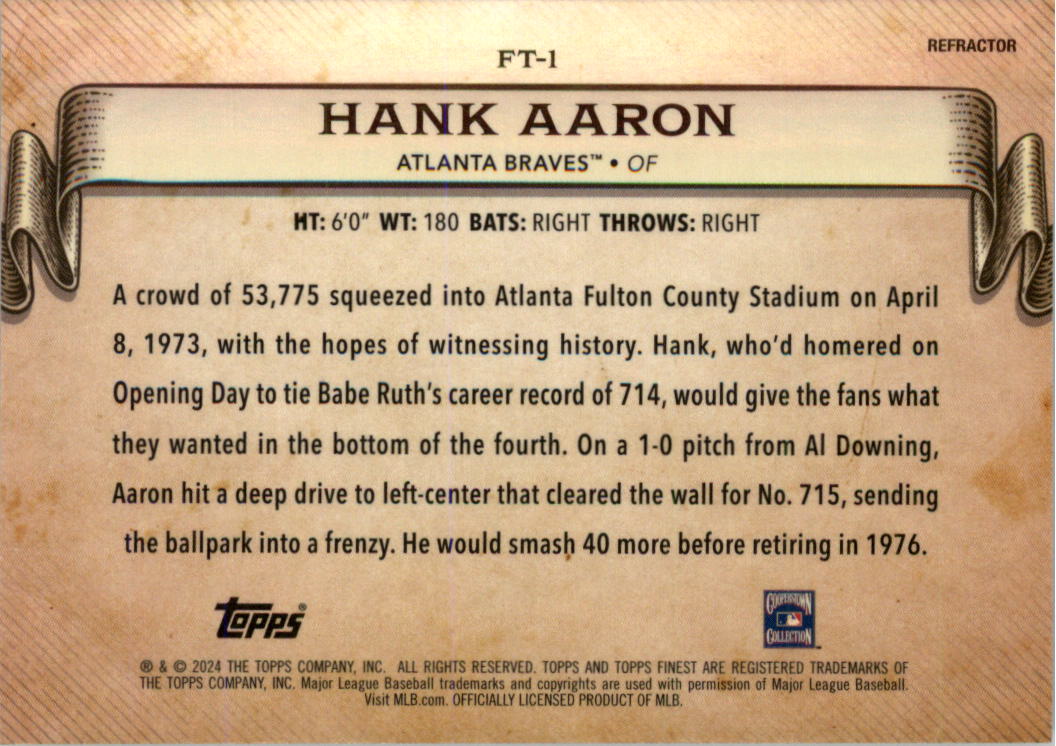 REFRACTOR
FT-1
HANK AARON
ATLANTA BRAVES™ • OF
HT: 6'0" WT: 180 BATS: RIGHT THROWS: RIGHT
A crowd of 53,775 squeezed into Atlanta Fulton County Stadium on April
8, 1973, with the hopes of witnessing history. Hank, who'd homered on
Opening Day to tie Babe Ruth's career record of 714, would give the fans what
they wanted in the bottom of the fourth. On a 1-0 pitch from Al Downing,
Aaron hit a deep drive to left-center that cleared the wall for No. 715, sending
the ballpark into a frenzy. He would smash 40 more before retiring in 1976.
Topps®
COOPERSTOWN
COLLECTION™
® & © 2024 THE TOPPS COMPANY, INC. ALL RIGHTS RESERVED. TOPPS AND TOPPS FINEST ARE REGISTERED TRADEMARKS OF
THE TOPPS COMPANY, INC. Major League Baseball trademarks and copyrights are used with permission of Major League Baseball.
Visit MLB.com. OFFICIALLY LICENSED PRODUCT OF MLB.